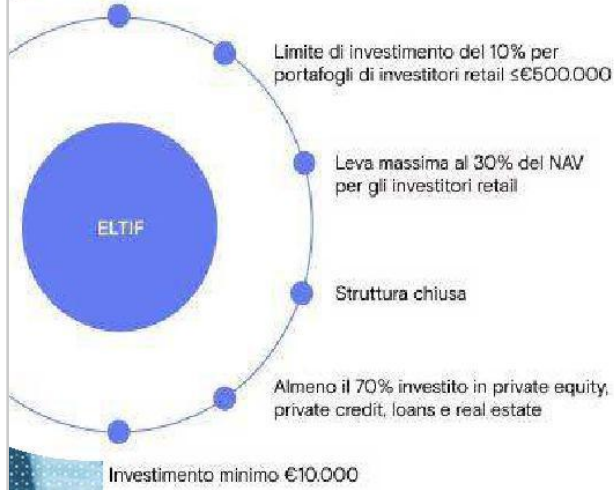 Limite di investimento del 10% per
portafogli di investitori retail ≤€500.000
Leva massima al 30% del NAV
per gli investitori retail
ELTIF
Struttura chiusa
Almeno il 70% investito in private equity,
private credit, loans e real estate
Investimento minimo €10.000